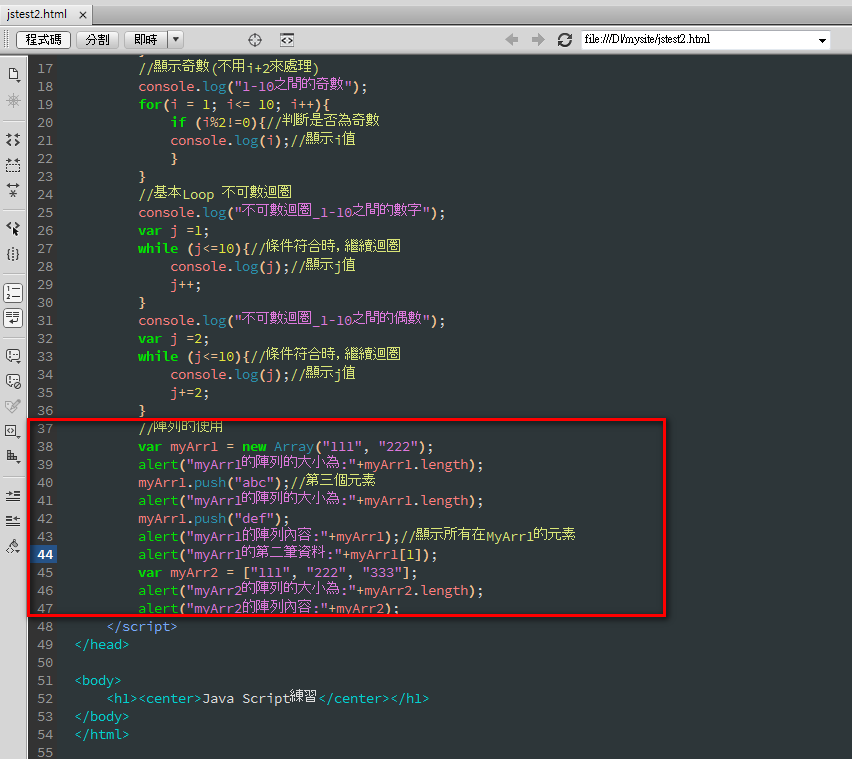 jstest2.html ×
程式碼 分割 即時 file:///D|/mysite/jstest2.html
17 //顯示奇數(不用i+2來處理)
18 console.log("1-10之間的奇數");
19 for(i = 1; i<= 10; i++){
20 if (i%2!=0){//判斷是否為奇數
21 console.log(i);//顯示i值
22 }
23 }
24 //基本Loop 不可數迴圈
25 console.log("不可數迴圈_1-10之間的數字");
26 var j =1;
27 while (j<=10){//條件符合時，繼續迴圈
28 console.log(j);//顯示j值
29 j++;
30 }
31 console.log("不可數迴圈_1-10之間的偶數");
32 var j =2;
33 while (j<=10){//條件符合時，繼續迴圈
34 console.log(j);//顯示j值
35 j+=2;
36 }
37 //陣列的使用
38 var myArr1 = new Array("111", "222");
39 alert("myArr1的陣列的大小為:"+myArr1.length);
40 myArr1.push("abc");//第三個元素
41 alert("myArr1的陣列的大小為:"+myArr1.length);
42 myArr1.push("def");
43 alert("myArr1的陣列內容:"+myArr1);//顯示所有在MyArr1的元素
44 alert("myArr1的第二筆資料:"+myArr1[1]);
45 var myArr2 = ["111", "222", "333"];
46 alert("myArr2的陣列的大小為:"+myArr2.length);
47 alert("myArr2的陣列內容:"+myArr2);
48 </script>
49 </head>
50
51 <body>
52 <h1><center>Java Script練習</center></h1>
53 </body>
54 </html>
55